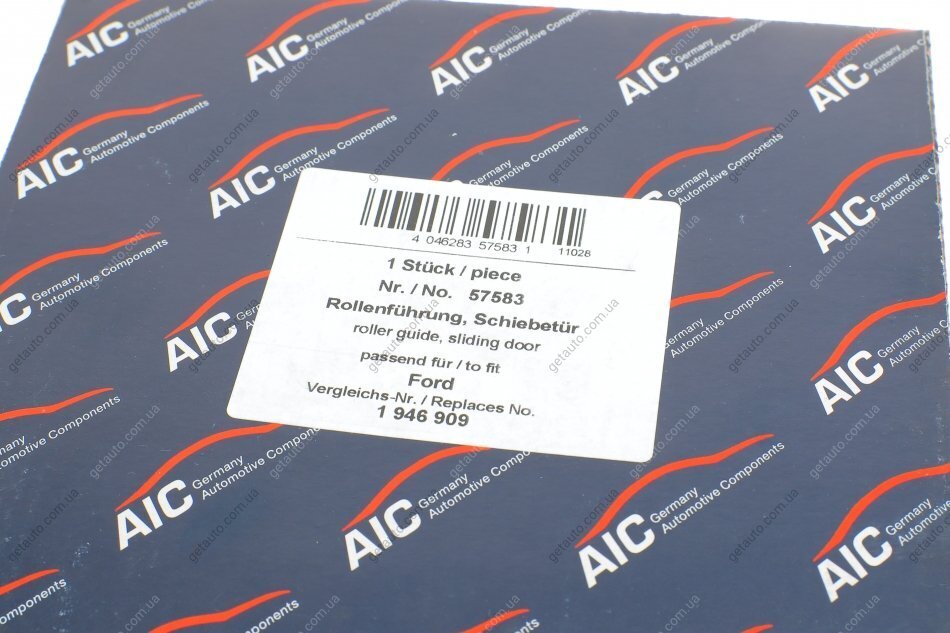 AIC Germany
Automotive Components
4 046283 57583 1 11028
1 Stück / piece
Nr. / No. 57583
Rollenführung, Schiebetür
roller guide, sliding door
passend für / to fit
Ford
Vergleichs-Nr. / Replaces No.
1 946 909
getauto.com.ua